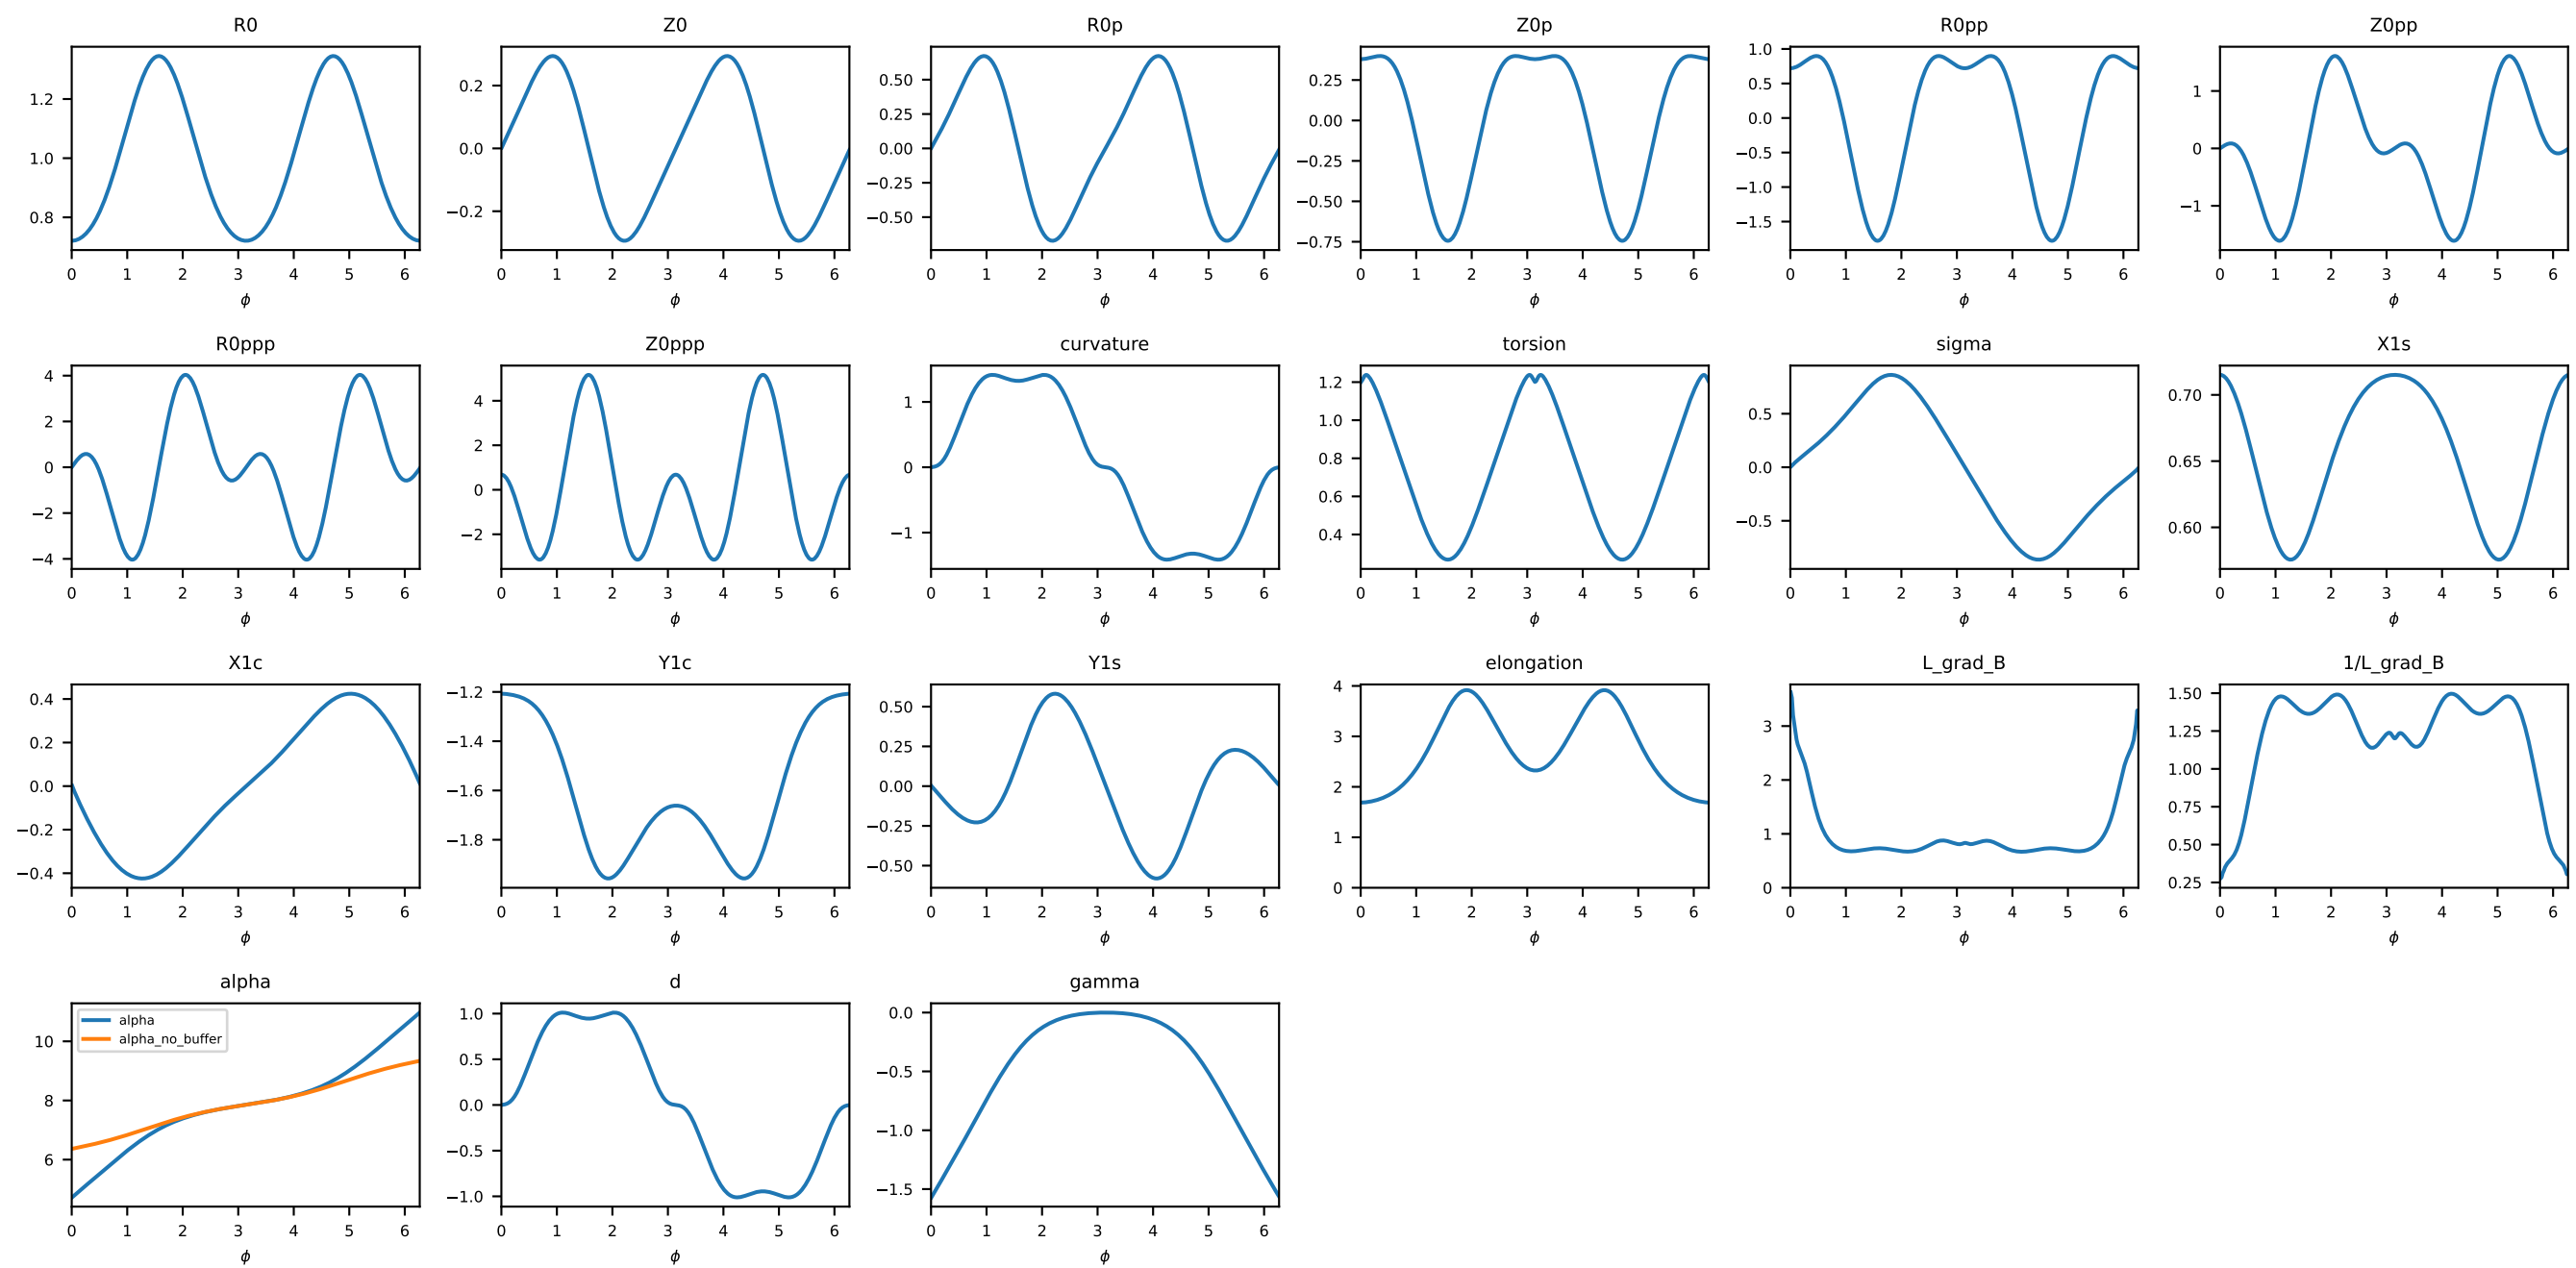 R0
Z0
R0p
Z0p
R0pp
Z0pp
1.2
1.0
0.8
0 1 2 3 4 5 6
ϕ
0.2
0.0
−0.2
0 1 2 3 4 5 6
ϕ
0.50
0.25
0.00
−0.25
−0.50
0 1 2 3 4 5 6
ϕ
0.25
0.00
−0.25
−0.50
−0.75
0 1 2 3 4 5 6
ϕ
1.0
0.5
0.0
−0.5
−1.0
−1.5
0 1 2 3 4 5 6
ϕ
1
0
−1
0 1 2 3 4 5 6
ϕ
R0ppp
Z0ppp
curvature
torsion
sigma
X1s
4
2
0
−2
−4
0 1 2 3 4 5 6
ϕ
4
2
0
−2
0 1 2 3 4 5 6
ϕ
1
0
−1
0 1 2 3 4 5 6
ϕ
1.2
1.0
0.8
0.6
0.4
0 1 2 3 4 5 6
ϕ
0.5
0.0
−0.5
0 1 2 3 4 5 6
ϕ
0.70
0.65
0.60
0 1 2 3 4 5 6
ϕ
X1c
Y1c
Y1s
elongation
L_grad_B
1/L_grad_B
0.4
0.2
0.0
−0.2
−0.4
0 1 2 3 4 5 6
ϕ
−1.2
−1.4
−1.6
−1.8
0 1 2 3 4 5 6
ϕ
0.50
0.25
0.00
−0.25
−0.50
0 1 2 3 4 5 6
ϕ
4
3
2
1
0
0 1 2 3 4 5 6
ϕ
3
2
1
0
0 1 2 3 4 5 6
ϕ
1.50
1.25
1.00
0.75
0.50
0.25
0 1 2 3 4 5 6
ϕ
alpha
d
gamma
alpha
alpha_no_buffer
10
8
6
0 1 2 3 4 5 6
ϕ
1.0
0.5
0.0
−0.5
−1.0
0 1 2 3 4 5 6
ϕ
0.0
−0.5
−1.0
−1.5
0 1 2 3 4 5 6
ϕ